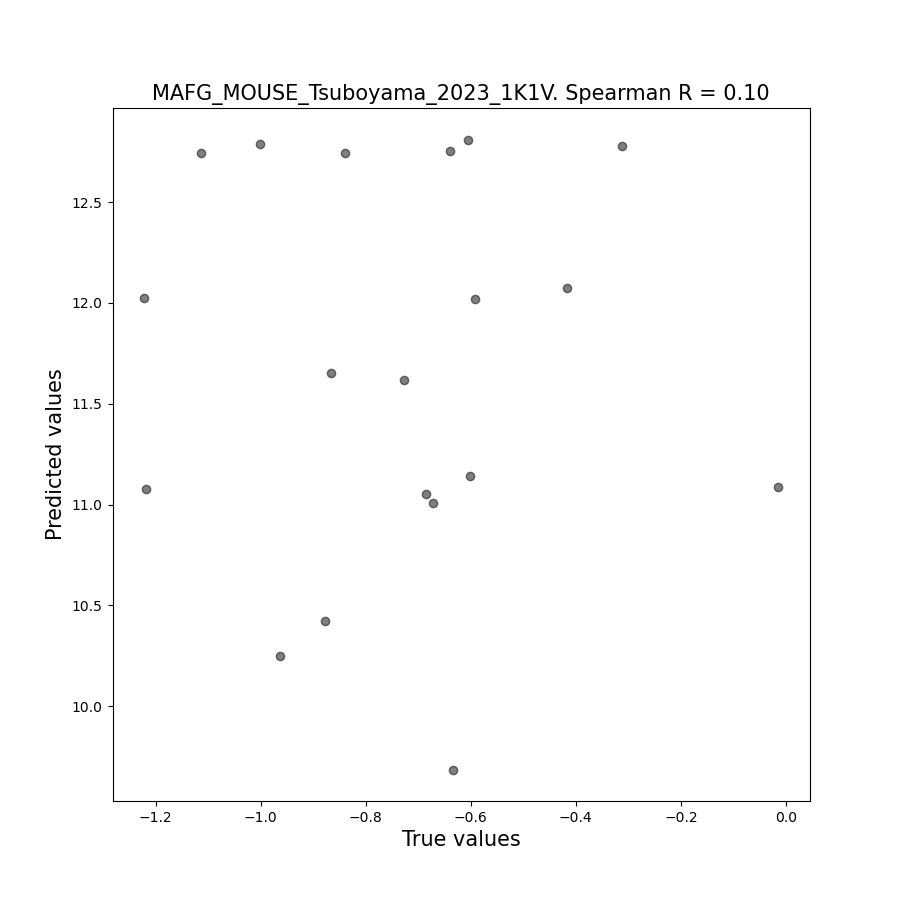 MAFG_MOUSE_Tsuboyama_2023_1K1V. Spearman R = 0.10
Predicted values
12.5
12.0
11.5
11.0
10.5
10.0
−1.2 −1.0 −0.8 −0.6 −0.4 −0.2 0.0
True values